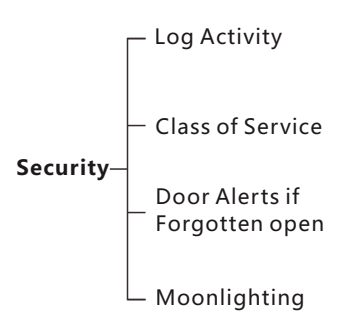 Log Activity
Class of Service
Security
Door Alerts if
Forgotten open
Moonlighting